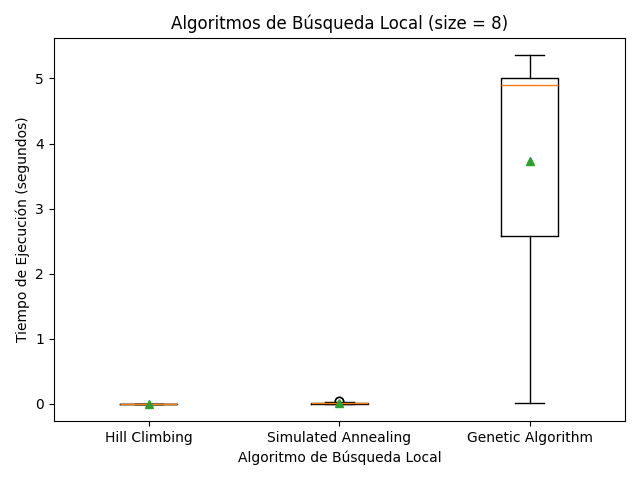 Algoritmos de Búsqueda Local (size = 8)
Tiempo de Ejecución (segundos)
5
4
3
2
1
0
Hill Climbing
Simulated Annealing
Genetic Algorithm
Algoritmo de Búsqueda Local